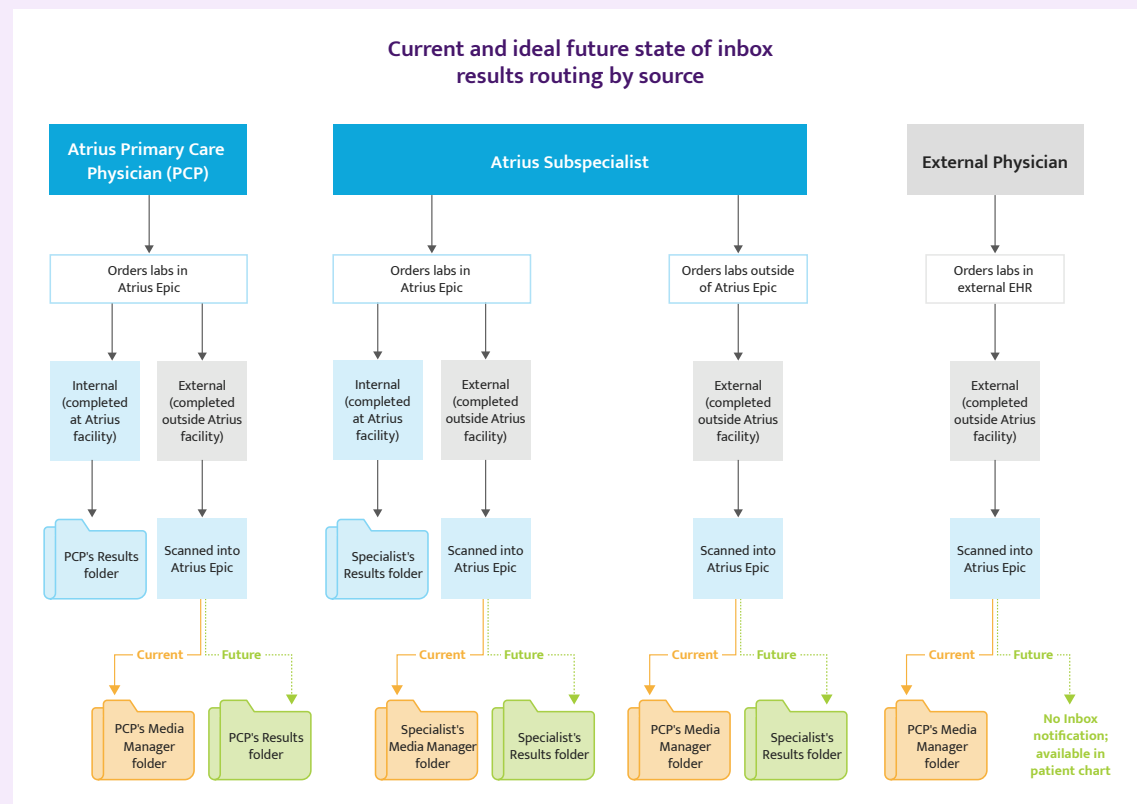 Current and ideal future state of inbox
results routing by source
Atrius Primary Care
Physician (PCP)
Atrius Subspecialist
External Physician
Orders labs in
Atrius Epic
Orders labs in
Atrius Epic
Orders labs outside
of Atrius Epic
Orders labs in
external EHR
Internal
(completed
at Atrius
facility)
External
(completed
outside Atrius
facility)
Internal
(completed
at Atrius
facility)
External
(completed
outside Atrius
facility)
External
(completed
outside Atrius
facility)
External
(completed
outside Atrius
facility)
PCP's Results
folder
Scanned into
Atrius Epic
Specialist's
Results folder
Scanned into
Atrius Epic
Scanned into
Atrius Epic
Scanned into
Atrius Epic
Current
Future
Current
Future
Current
Future
Current
Future
PCP's Media
Manager
folder
PCP's Results
folder
Specialist's
Media Manager
folder
Specialist's
Results folder
PCP's Media
Manager
folder
Specialist's
Results folder
PCP's Media
Manager
folder
No Inbox
notification;
available in
patient chart